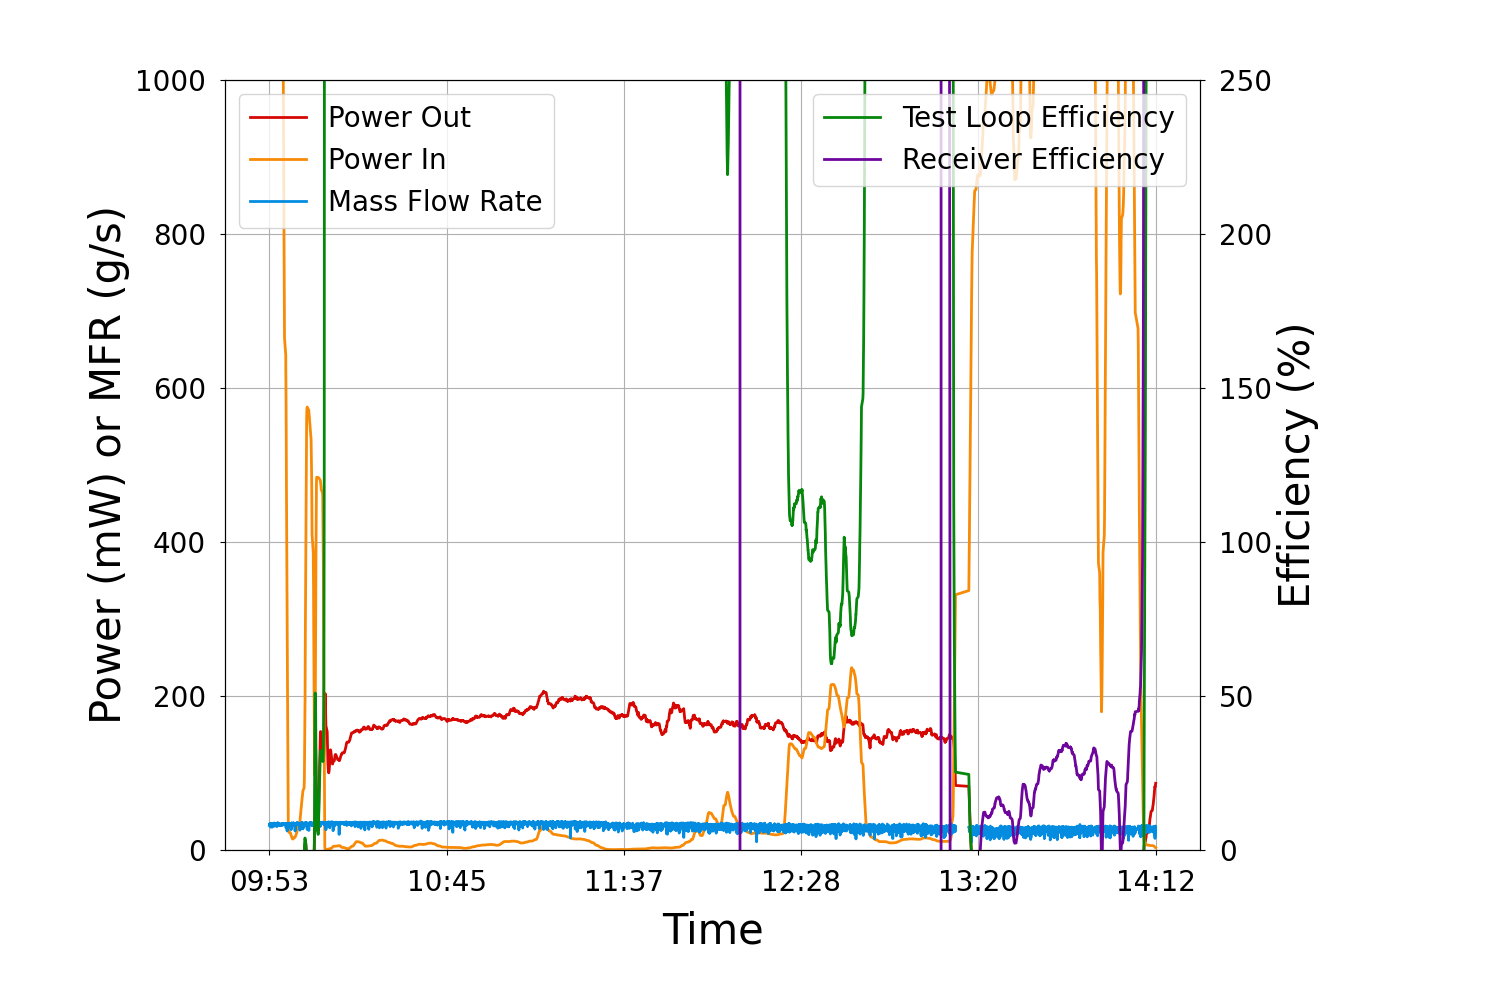 1000
800
600
400
200
0
Power (mW) or MFR (g/s)
Power Out
Power In
Mass Flow Rate
Test Loop Efficiency
Receiver Efficiency
250
200
150
100
50
0
Efficiency (%)
09:53 10:45 11:37 12:28 13:20 14:12
Time